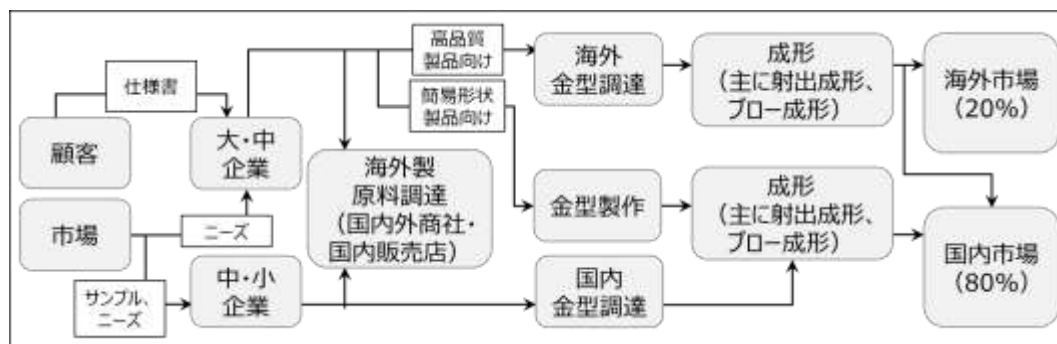 高品質
製品向け
簡易形状
製品向け
仕様書
顧客
大・中
企業
市場
ニーズ
サンプル、
ニーズ
中・小
企業
海外製
原料調達
（国内外商社・
国内販売店）
海外
金型調達
金型製作
国内
金型調達
成形
（主に射出成形、
ブロー成形）
成形
（主に射出成形、
ブロー成形）
海外市場
（20%）
国内市場
（80%）